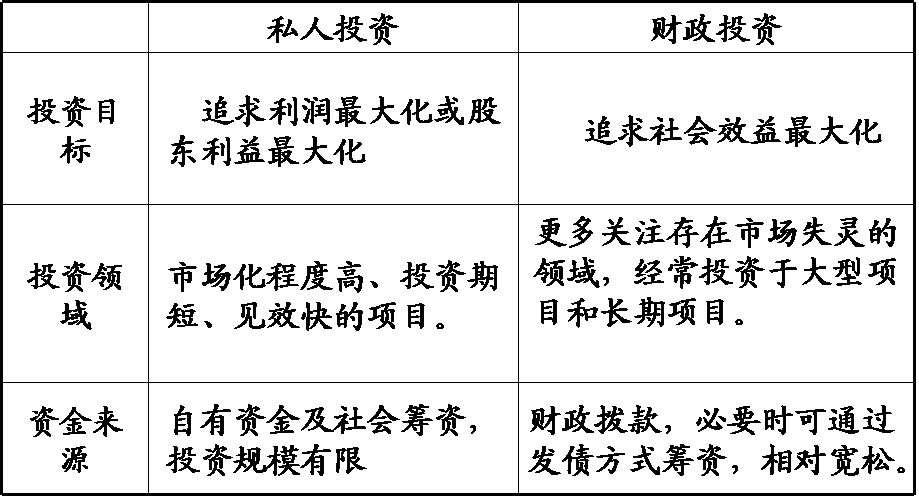 私人投资
财政投资
投资目
标
追求利润最大化或股
东利益最大化
追求社会效益最大化
投资领
域
市场化程度高、投资期
短、见效快的项目。
更多关注存在市场失灵的
领域，经常投资于大型项
目和长期项目。
资金来
源
自有资金及社会筹资，
投资规模有限
财政拨款，必要时可通过
发债方式筹资，相对宽松。